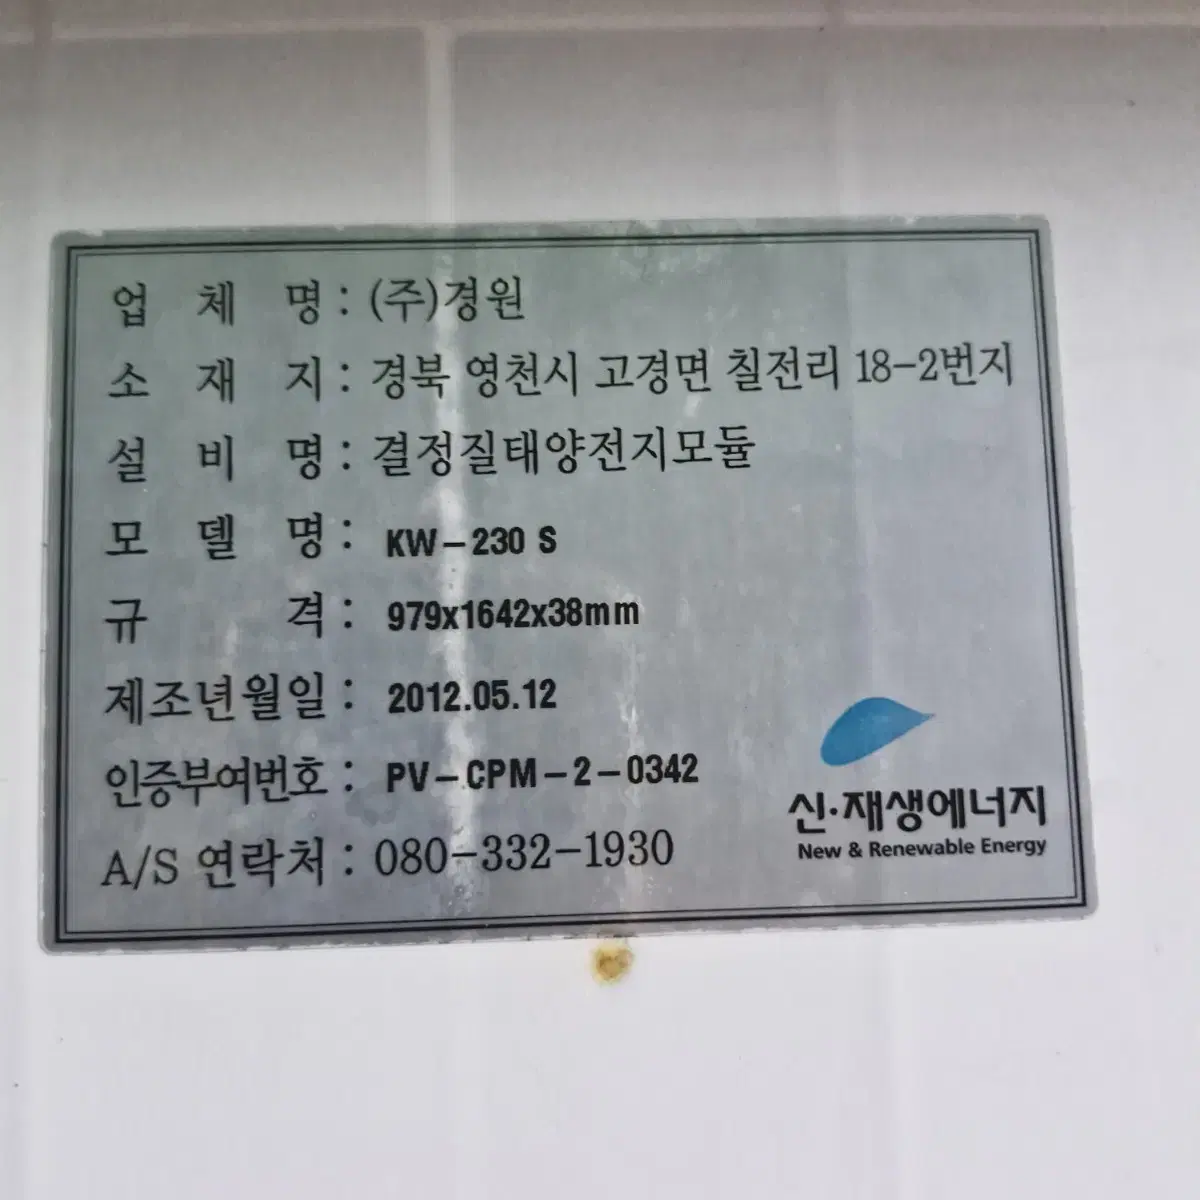 업 체 명 : (주)경원
소 재 지 : 경북 영천시 고경면 칠전리 18-2번지
설 비 명 : 결정질태양전지모듈
모 델 명 : KW-230 S
규 격 : 979x1642x38mm
제조년월일 : 2012.05.12
인증부여번호 : PV-CPM-2-0342
A/S 연락처 : 080-332-1930
신·재생에너지
New & Renewable Energy